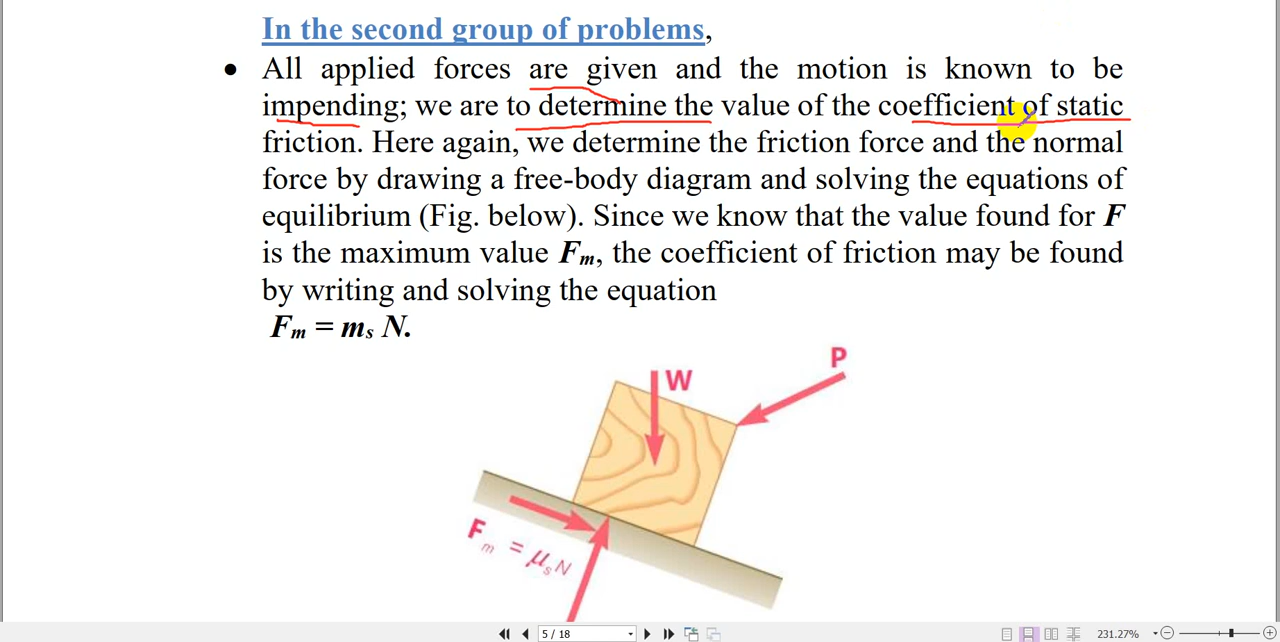 In the second group of problems,
• All applied forces are given and the motion is known to be
impending; we are to determine the value of the coefficient of static
friction. Here again, we determine the friction force and the normal
force by drawing a free-body diagram and solving the equations of
equilibrium (Fig. below). Since we know that the value found for F
is the maximum value Fm, the coefficient of friction may be found
by writing and solving the equation
Fm = ms N.
P
W
Fm = μsN
5 / 18
231.27%